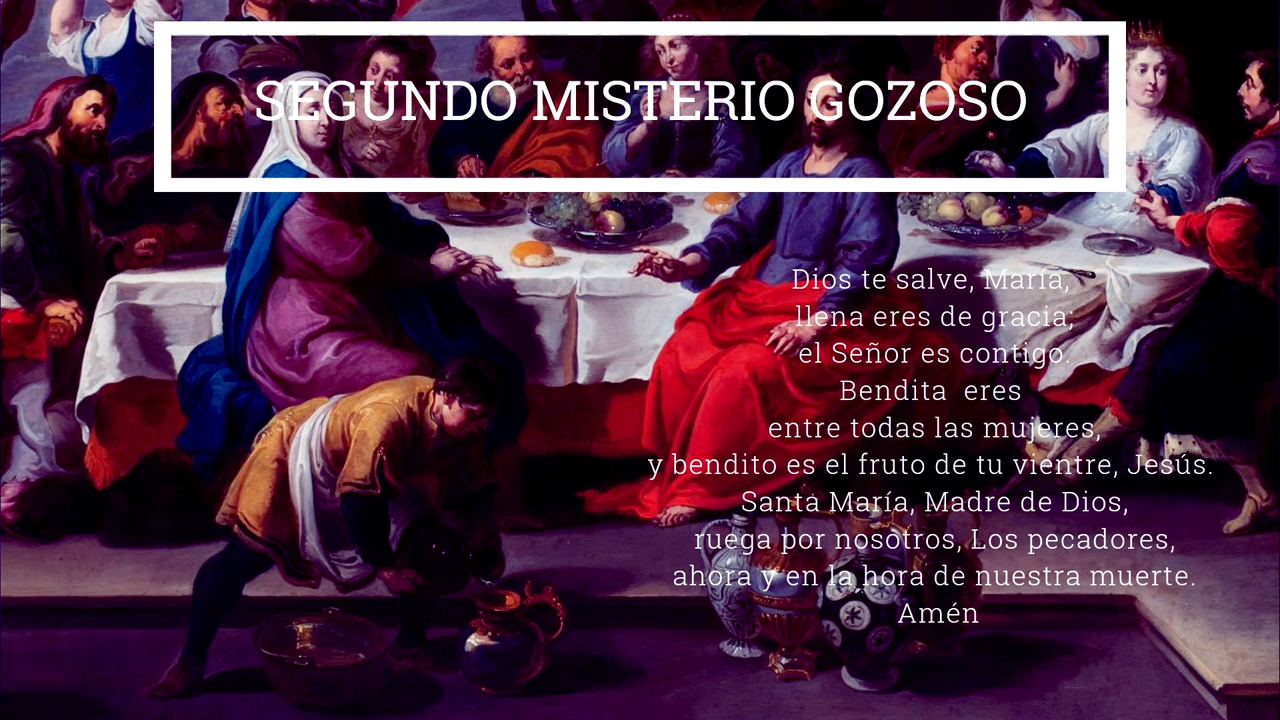 SEGUNDO MISTERIO GOZOSO
Dios te salve, María,
llena eres de gracia;
el Señor es contigo.
Bendita  eres
entre todas las mujeres,
y bendito es el fruto de tu vientre, Jesús.
Santa María, Madre de Dios,
ruega por nosotros, Los pecadores,
ahora y en la hora de nuestra muerte.
Amén